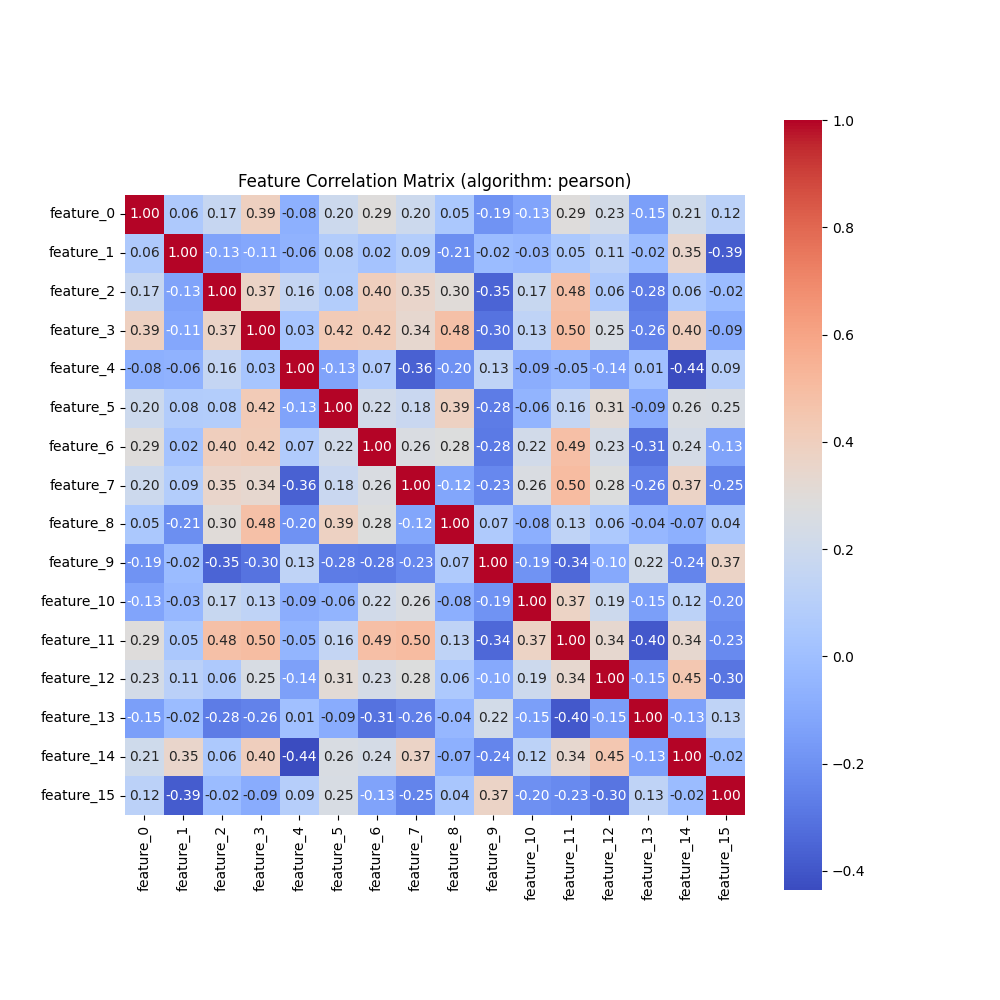 Feature Correlation Matrix (algorithm: pearson)
feature_0 1.00 0.06 0.17 0.39 -0.08 0.20 0.29 0.20 0.05 -0.19 -0.13 0.29 0.23 -0.15 0.21 0.12
feature_1 0.06 1.00 -0.13 -0.11 -0.06 0.08 0.02 0.09 -0.21 -0.02 -0.03 0.05 0.11 -0.02 0.35 -0.39
feature_2 0.17 -0.13 1.00 0.37 0.16 0.08 0.40 0.35 0.30 -0.35 0.17 0.48 0.06 -0.28 0.06 -0.02
feature_3 0.39 -0.11 0.37 1.00 0.03 0.42 0.42 0.34 0.48 -0.30 0.13 0.50 0.25 -0.26 0.40 -0.09
feature_4 -0.08 -0.06 0.16 0.03 1.00 -0.13 0.07 -0.36 -0.20 0.13 -0.09 -0.05 -0.14 0.01 -0.44 0.09
feature_5 0.20 0.08 0.08 0.42 -0.13 1.00 0.22 0.18 0.39 -0.28 -0.06 0.16 0.31 -0.09 0.26 0.25
feature_6 0.29 0.02 0.40 0.42 0.07 0.22 1.00 0.26 0.28 -0.28 0.22 0.49 0.23 -0.31 0.24 -0.13
feature_7 0.20 0.09 0.35 0.34 -0.36 0.18 0.26 1.00 -0.12 -0.23 0.26 0.50 0.28 -0.26 0.37 -0.25
feature_8 0.05 -0.21 0.30 0.48 -0.20 0.39 0.28 -0.12 1.00 0.07 -0.08 0.13 0.06 -0.04 -0.07 0.04
feature_9 -0.19 -0.02 -0.35 -0.30 0.13 -0.28 -0.28 -0.23 0.07 1.00 -0.19 -0.34 -0.10 0.22 -0.24 0.37
feature_10 -0.13 -0.03 0.17 0.13 -0.09 -0.06 0.22 0.26 -0.08 -0.19 1.00 0.37 0.19 -0.15 0.12 -0.20
feature_11 0.29 0.05 0.48 0.50 -0.05 0.16 0.49 0.50 0.13 -0.34 0.37 1.00 0.34 -0.40 0.34 -0.23
feature_12 0.23 0.11 0.06 0.25 -0.14 0.31 0.23 0.28 0.06 -0.10 0.19 0.34 1.00 -0.15 0.45 -0.30
feature_13 -0.15 -0.02 -0.28 -0.26 0.01 -0.09 -0.31 -0.26 -0.04 0.22 -0.15 -0.40 -0.15 1.00 -0.13 0.13
feature_14 0.21 0.35 0.06 0.40 -0.44 0.26 0.24 0.37 -0.07 -0.24 0.12 0.34 0.45 -0.13 1.00 -0.02
feature_15 0.12 -0.39 -0.02 -0.09 0.09 0.25 -0.13 -0.25 0.04 0.37 -0.20 -0.23 -0.30 0.13 -0.02 1.00
feature_0 feature_1 feature_2 feature_3 feature_4 feature_5 feature_6 feature_7 feature_8 feature_9 feature_10 feature_11 feature_12 feature_13 feature_14 feature_15
1.0
0.8
0.6
0.4
0.2
0.0
−0.2
−0.4